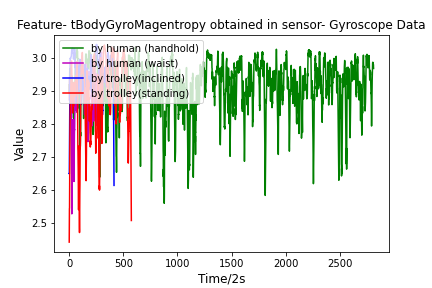 Feature- tBodyGyroMagentropy obtained in sensor- Gyroscope Data
by human (handhold)
by human (waist)
by trolley(inclined)
by trolley(standing)
Value
3.0
2.9
2.8
2.7
2.6
2.5
0 500 1000 1500 2000 2500
Time/2s